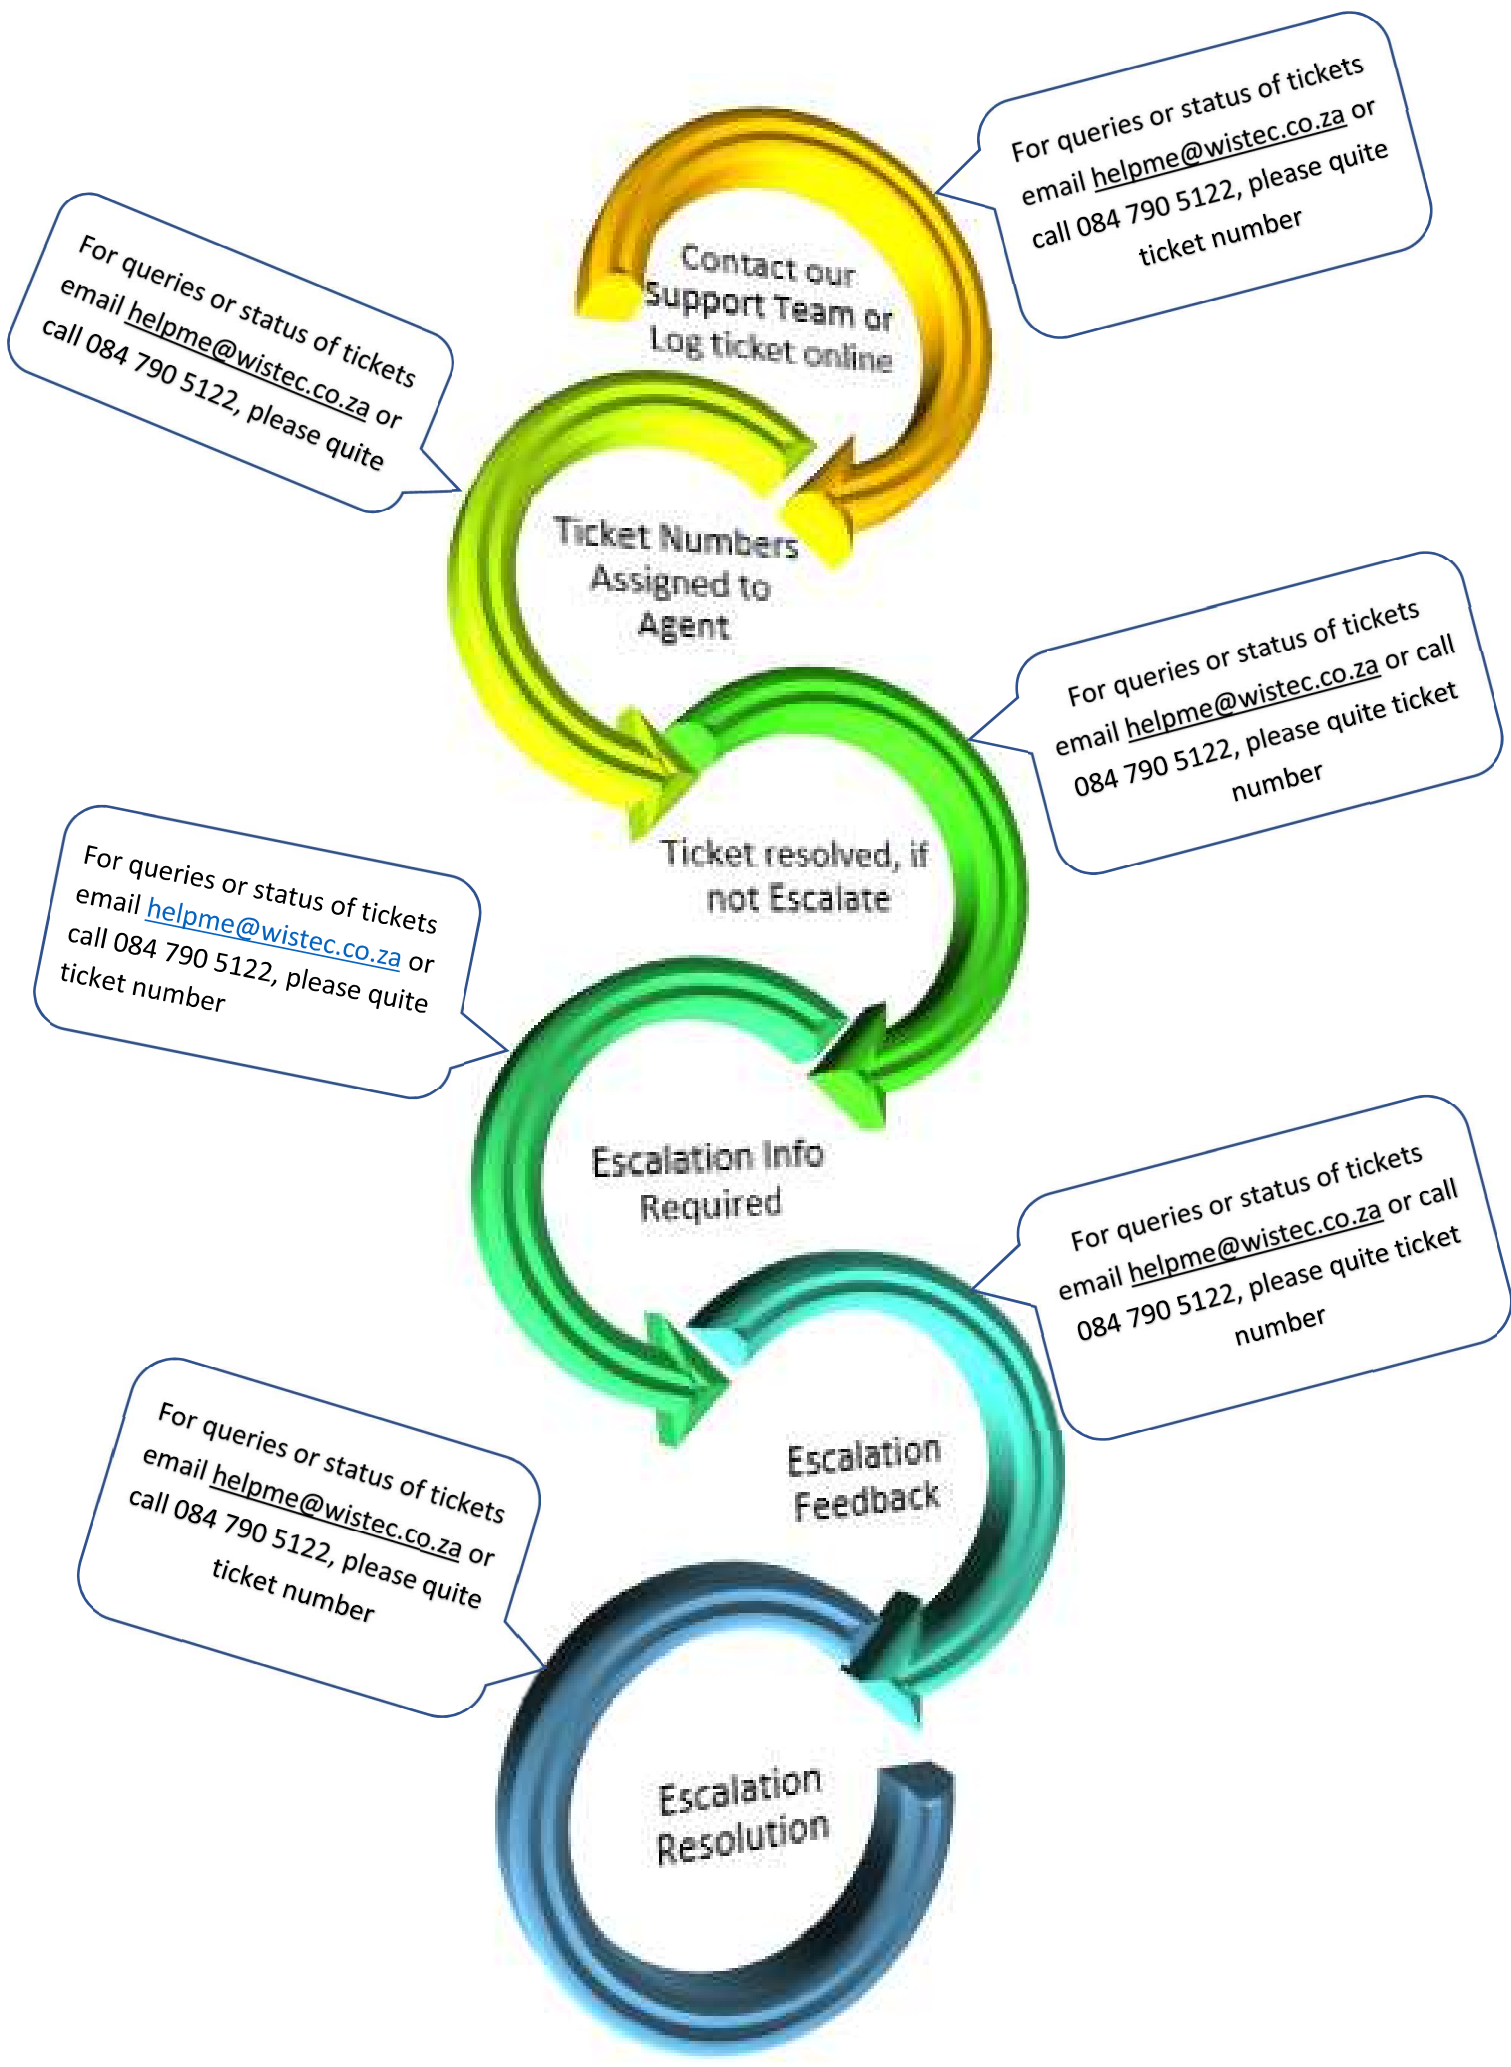 For queries or status of tickets
email helpme@wistec.co.za or
call 084 790 5122, please quite
ticket number
Contact our
Support Team or
Log ticket online
For queries or status of tickets
email helpme@wistec.co.za or
call 084 790 5122, please quite
Ticket Numbers
Assigned to
Agent
For queries or status of tickets
email helpme@wistec.co.za or call
084 790 5122, please quite ticket
number
Ticket resolved, if
not Escalate
For queries or status of tickets
email helpme@wistec.co.za or
call 084 790 5122, please quite
ticket number
Escalation Info
Required
For queries or status of tickets
email helpme@wistec.co.za or call
084 790 5122, please quite ticket
number
Escalation
Feedback
For queries or status of tickets
email helpme@wistec.co.za or
call 084 790 5122, please quite
ticket number
Escalation
Resolution